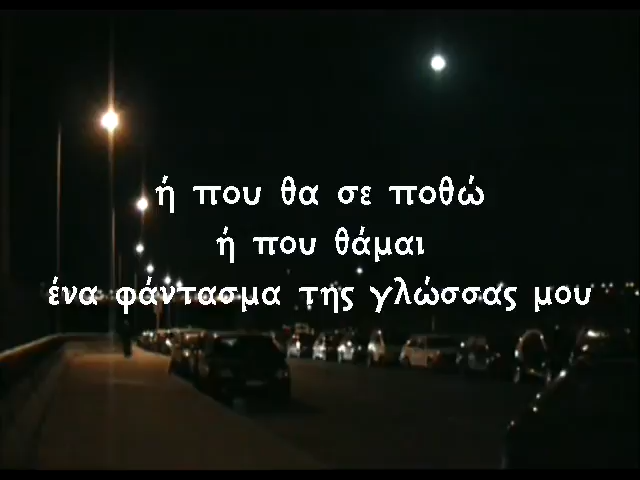 ή που θα σε ποθώ
ή που θάμαι
ένα φάντασμα της γλώσσας μου